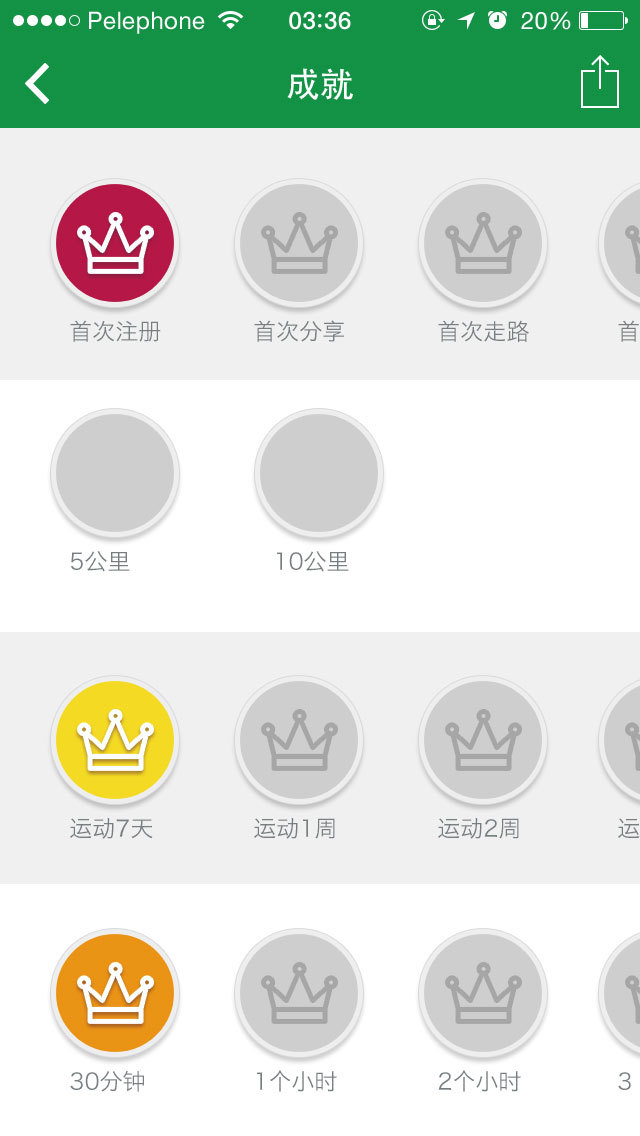 Pelephone 03:36 20%
成就
首次注册 首次分享 首次走路 首
5公里 10公里
运动7天 运动1周 运动2周 运
30分钟 1个小时 2个小时 3